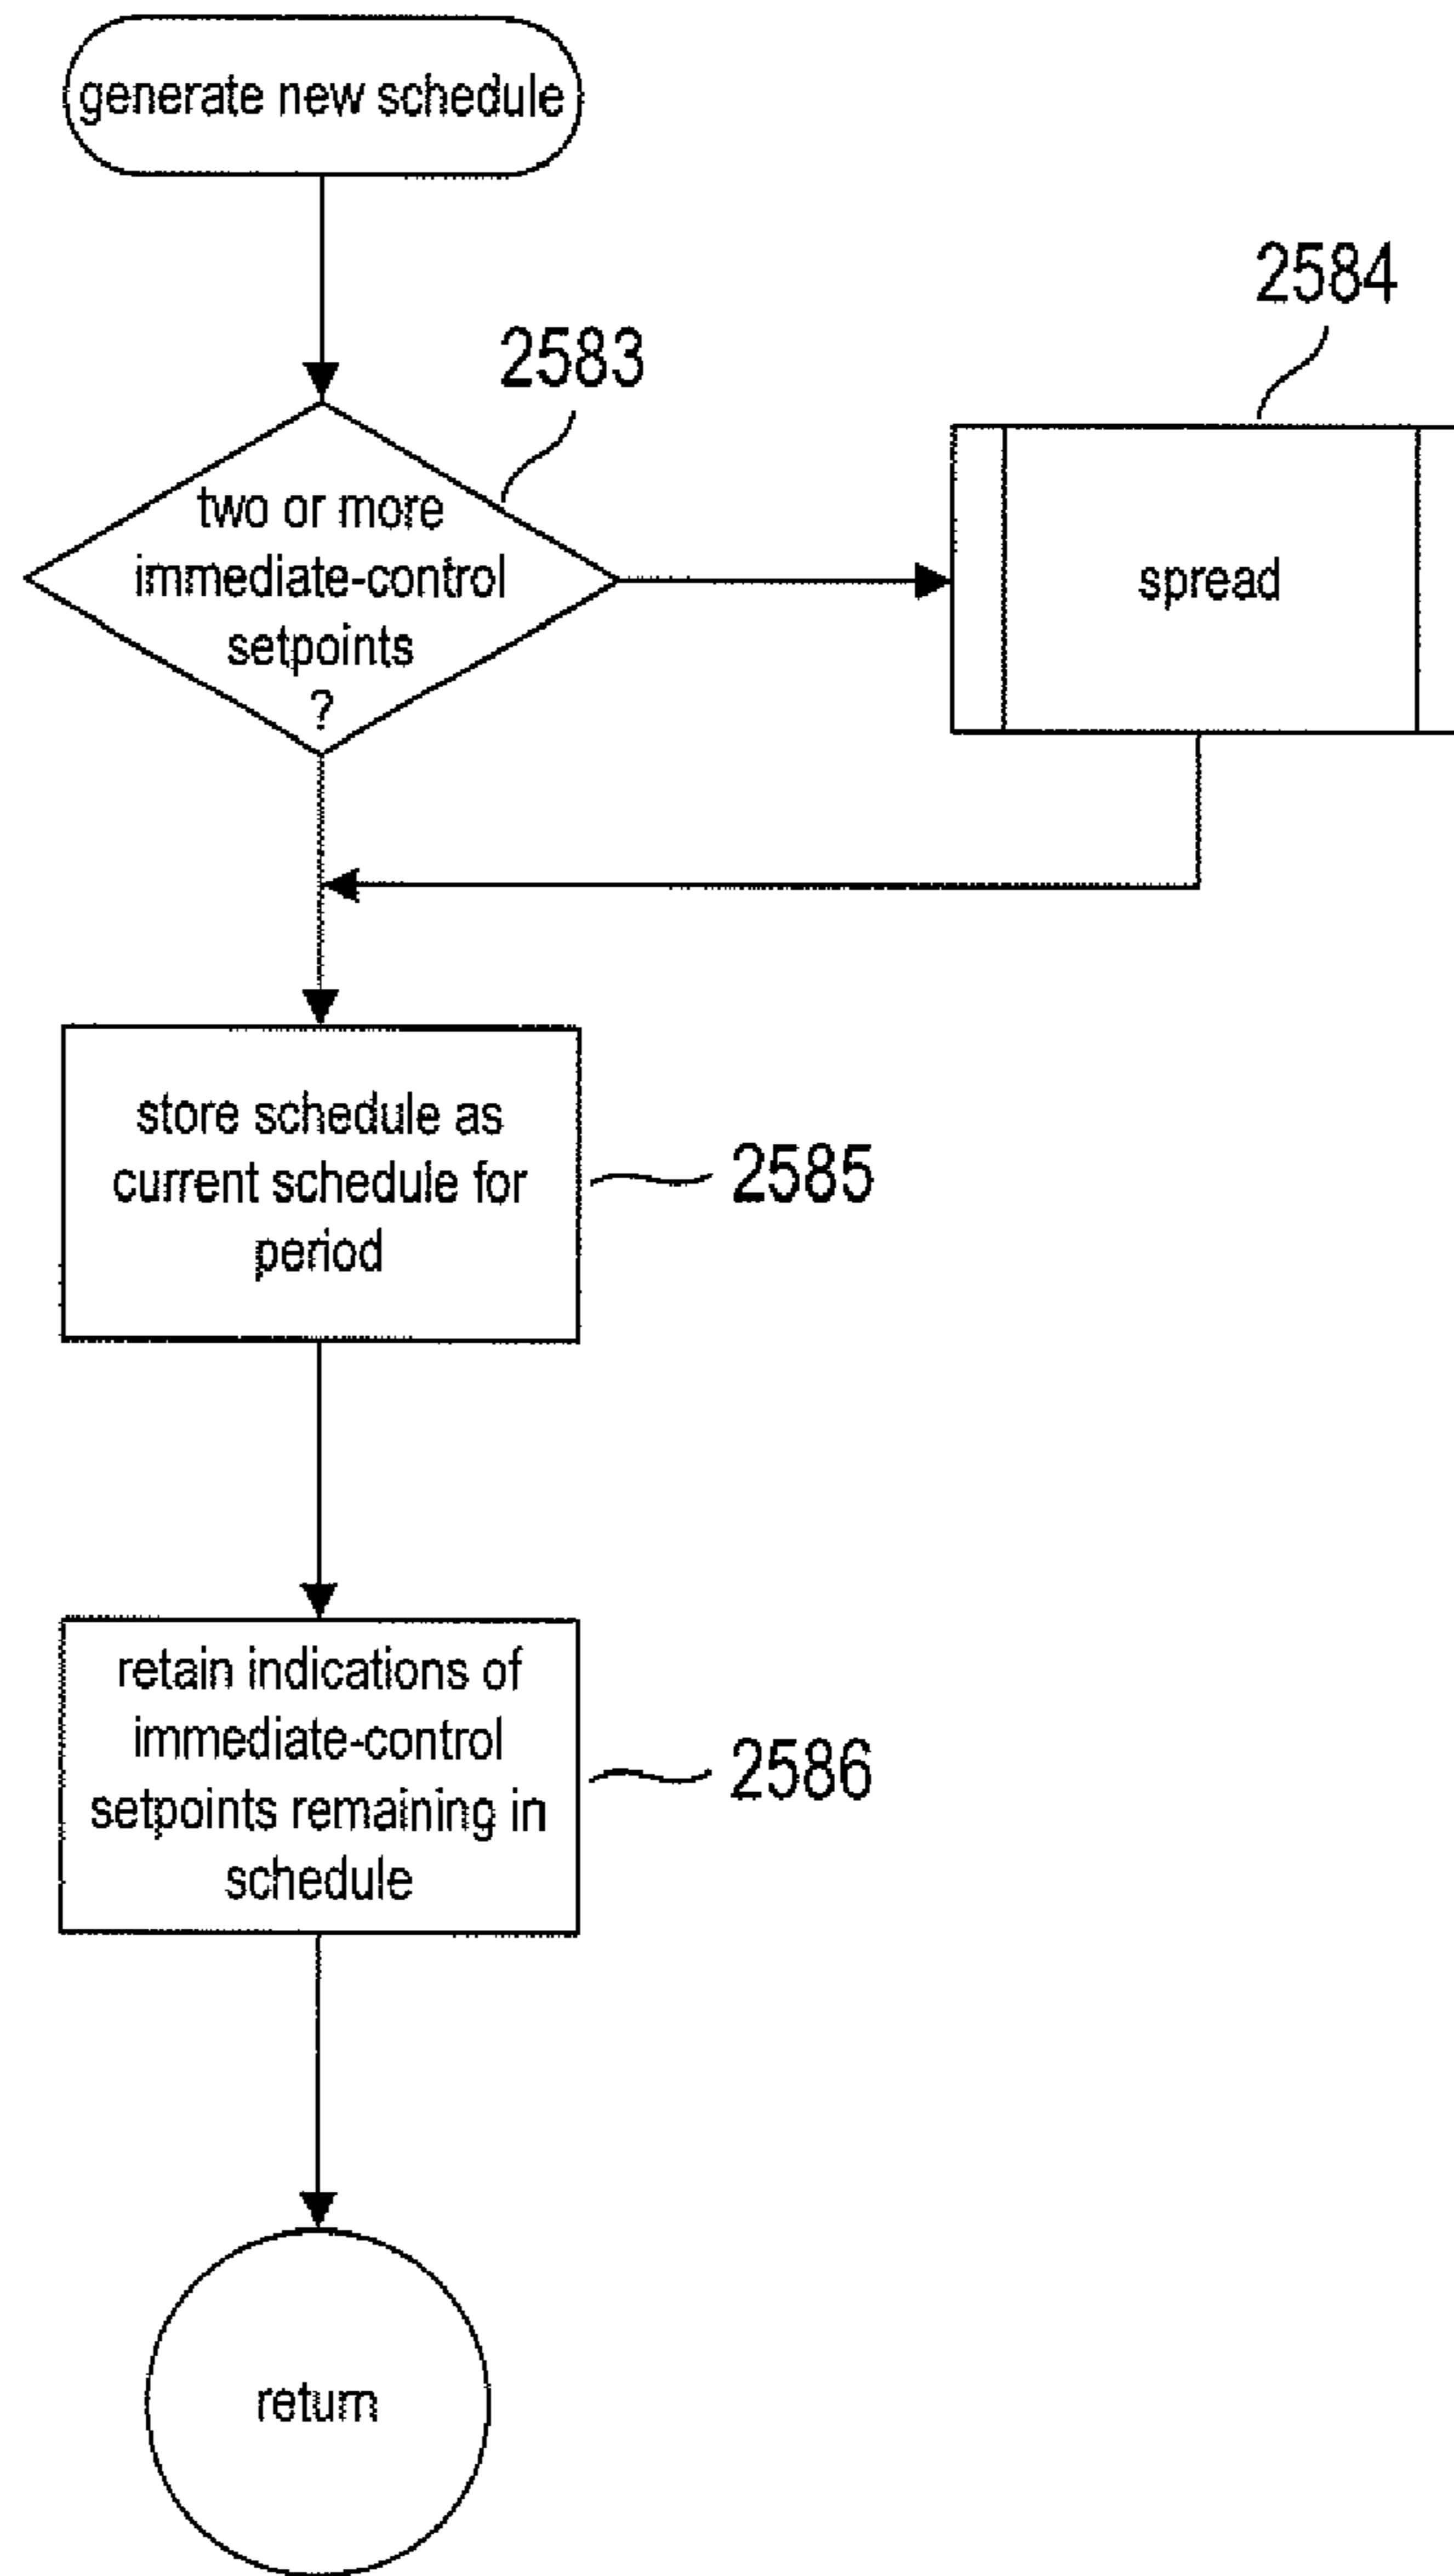 generate new schedule
2584
2583
two or more
immediate-control
setpoints
?
spread
store schedule as
current schedule for
period
2585
retain indications of
immediate-control
setpoints remaining in
schedule
2586
return